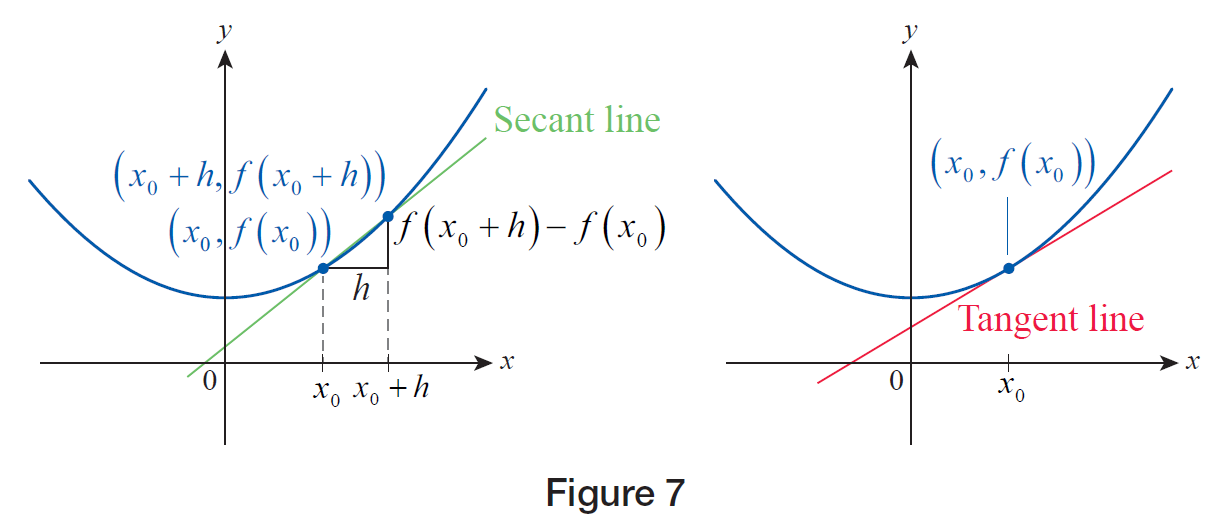 y
Secant line
(x₀ + h, f(x₀ + h))
(x₀, f(x₀))
f(x₀ + h) − f(x₀)
h
x
0
x₀ x₀ + h
y
(x₀, f(x₀))
Tangent line
x
0
x₀
Figure 7